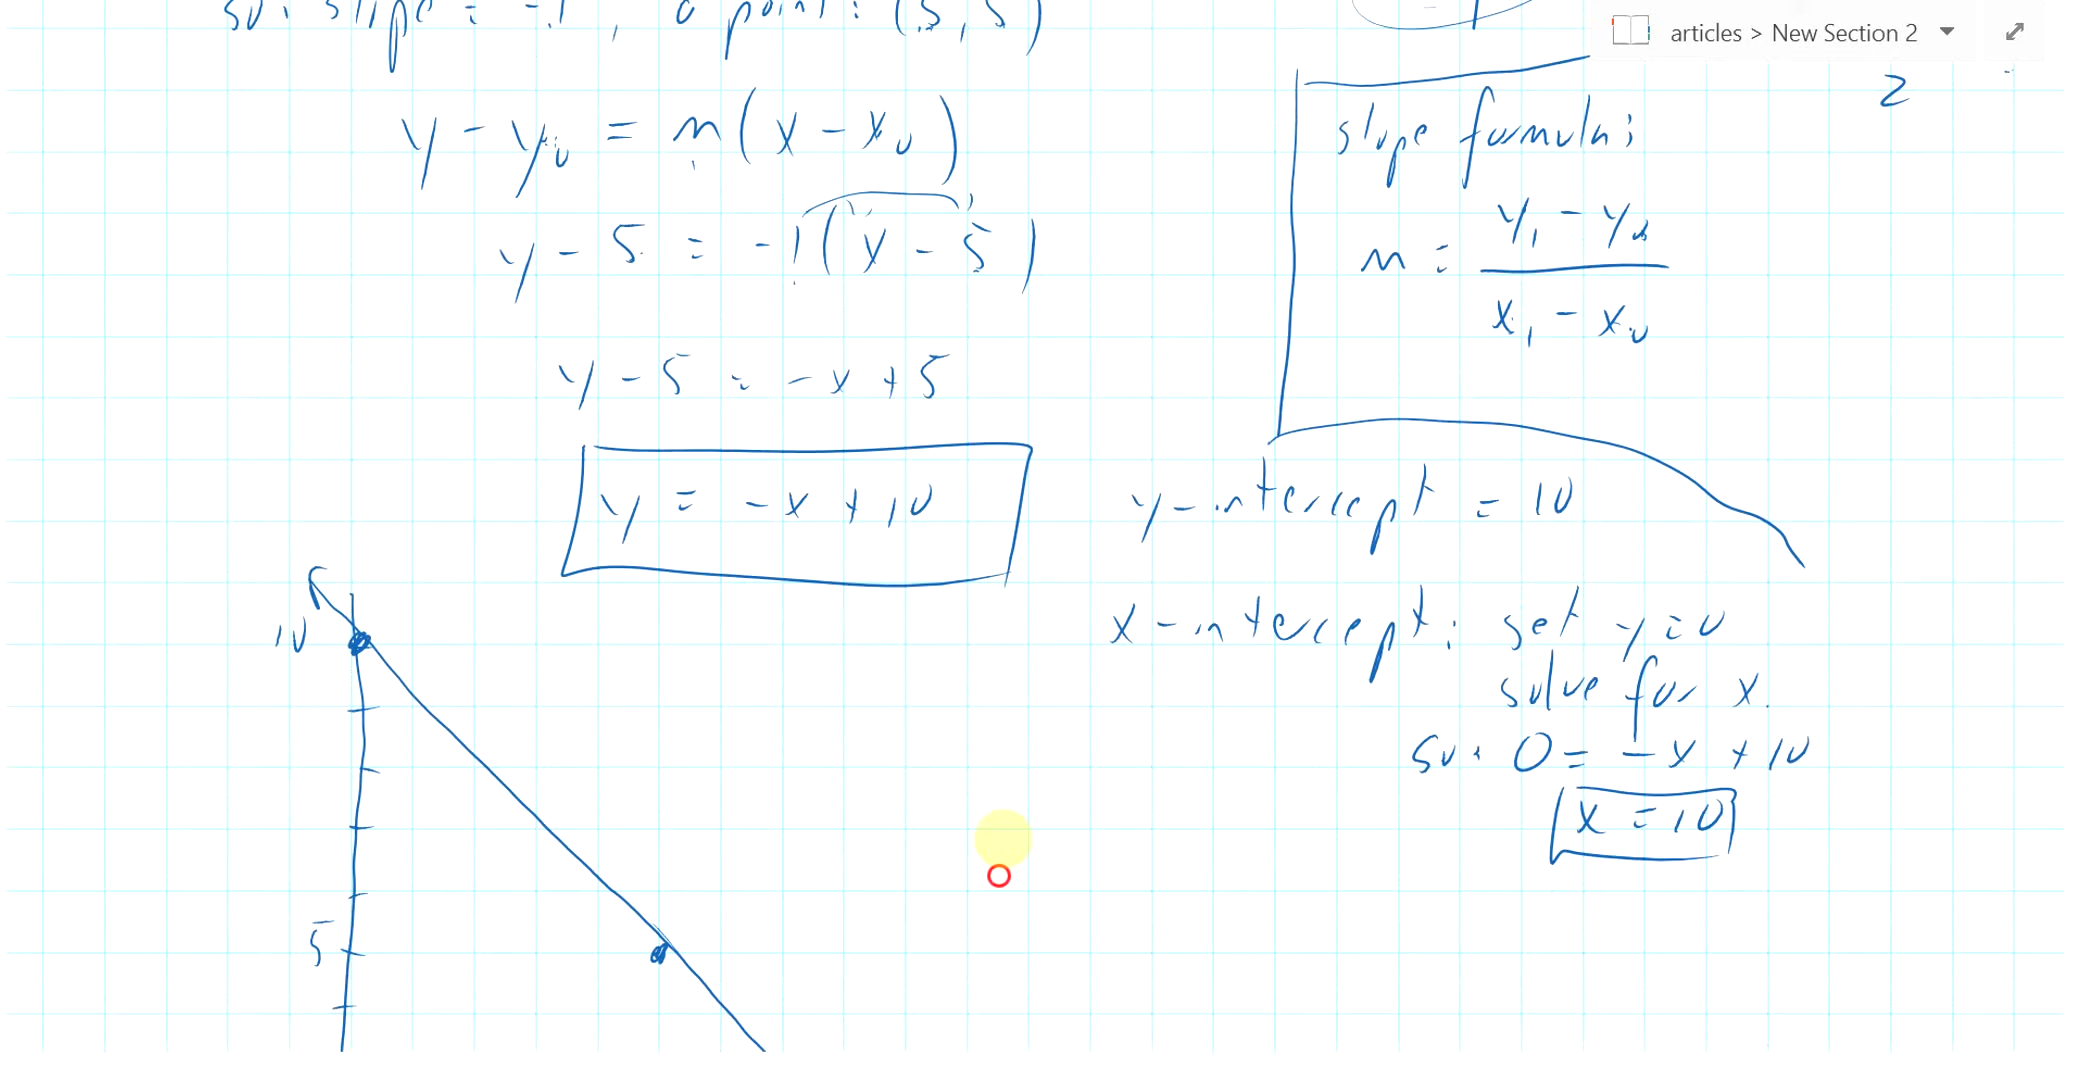 so: slope = -1, a point: (5,5)
articles > New Section 2
2
y - y₀ = m(x - x₀)
y - 5 = -1(x - 5)
y - 5 = -x + 5
y = -x + 10
slope formula:
m = (y₁ - y₀)/(x₁ - x₀)
y-intercept = 10
x-intercept: set y=0
solve for x.
so: 0 = -x + 10
x = 10
10
5